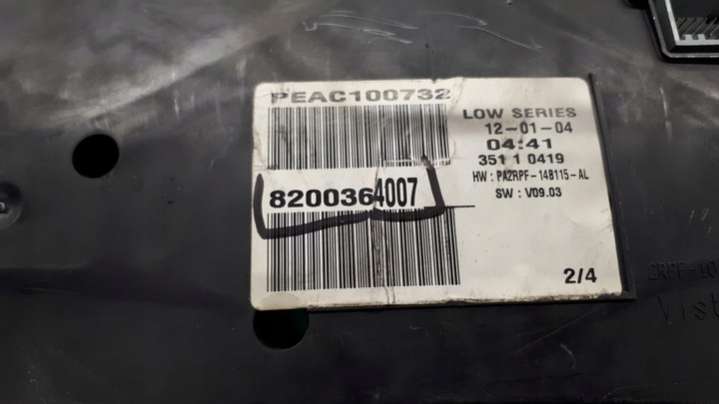 PEAC100732
LOW SERIES
12-01-04
04:41
351 1 0419
HW : PA2RPF-14B115-AL
SW : V09.03
8200364007
2/4